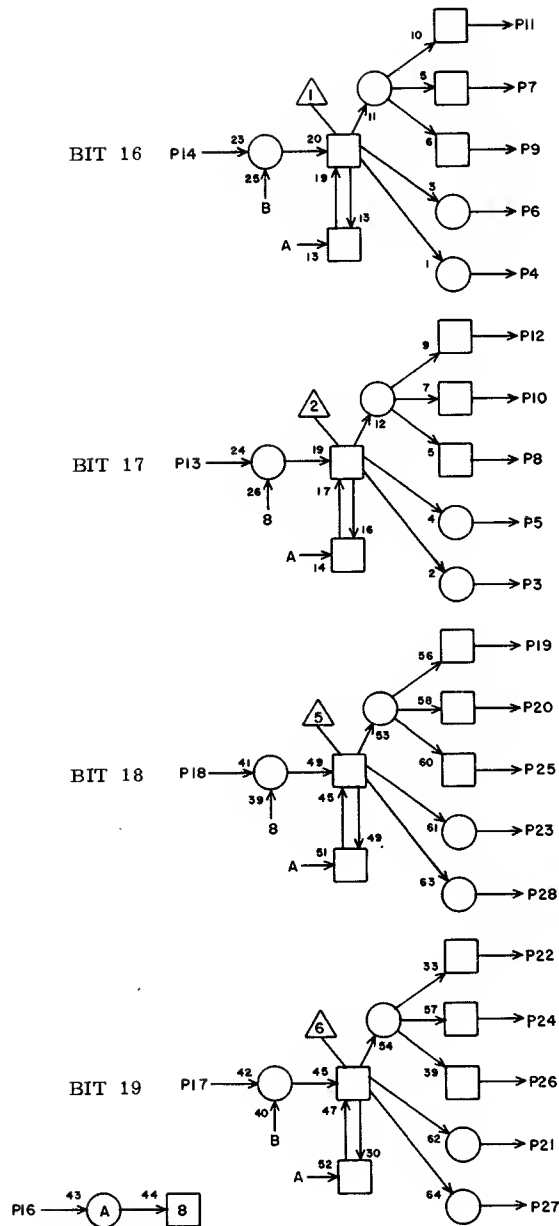 10
P11
1
5
P7
11
6
P9
BIT 16
P14
23
20
3
25
19
P6
B
13
A
13
1
P4
9
P12
2
7
P10
12
5
P8
BIT 17
P13
24
19
4
26
17
P5
8
16
A
14
2
P3
56
P19
5
58
P20
53
60
P25
BIT 18
P18
41
49
61
39
45
P23
8
49
A
51
63
P28
33
P22
6
57
P24
54
39
P26
BIT 19
P17
42
45
62
40
47
P21
B
30
A
52
64
P27
P16
43
A
44
8